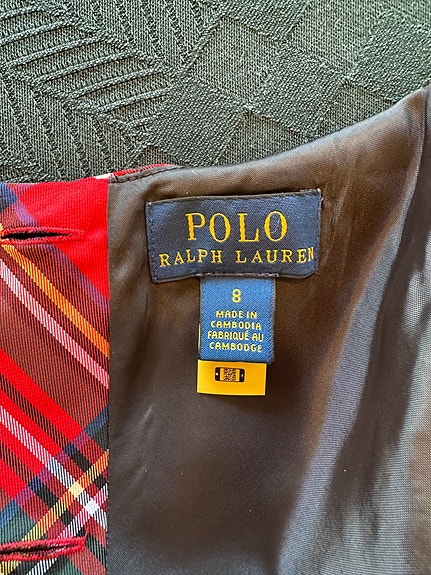 POLO
RALPH LAUREN
8
MADE IN
CAMBODIA
FABRIQUÉ AU
CAMBODGE